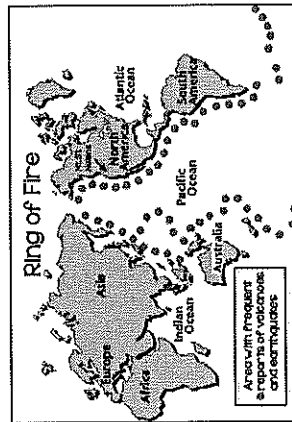 Ring of Fire
Europe
Asia
Africa
Indian
Ocean
Australia
Pacific
Ocean
North
America
Atlantic
Ocean
South
America
Area with frequent
reports of volcanoes
and earthquakes